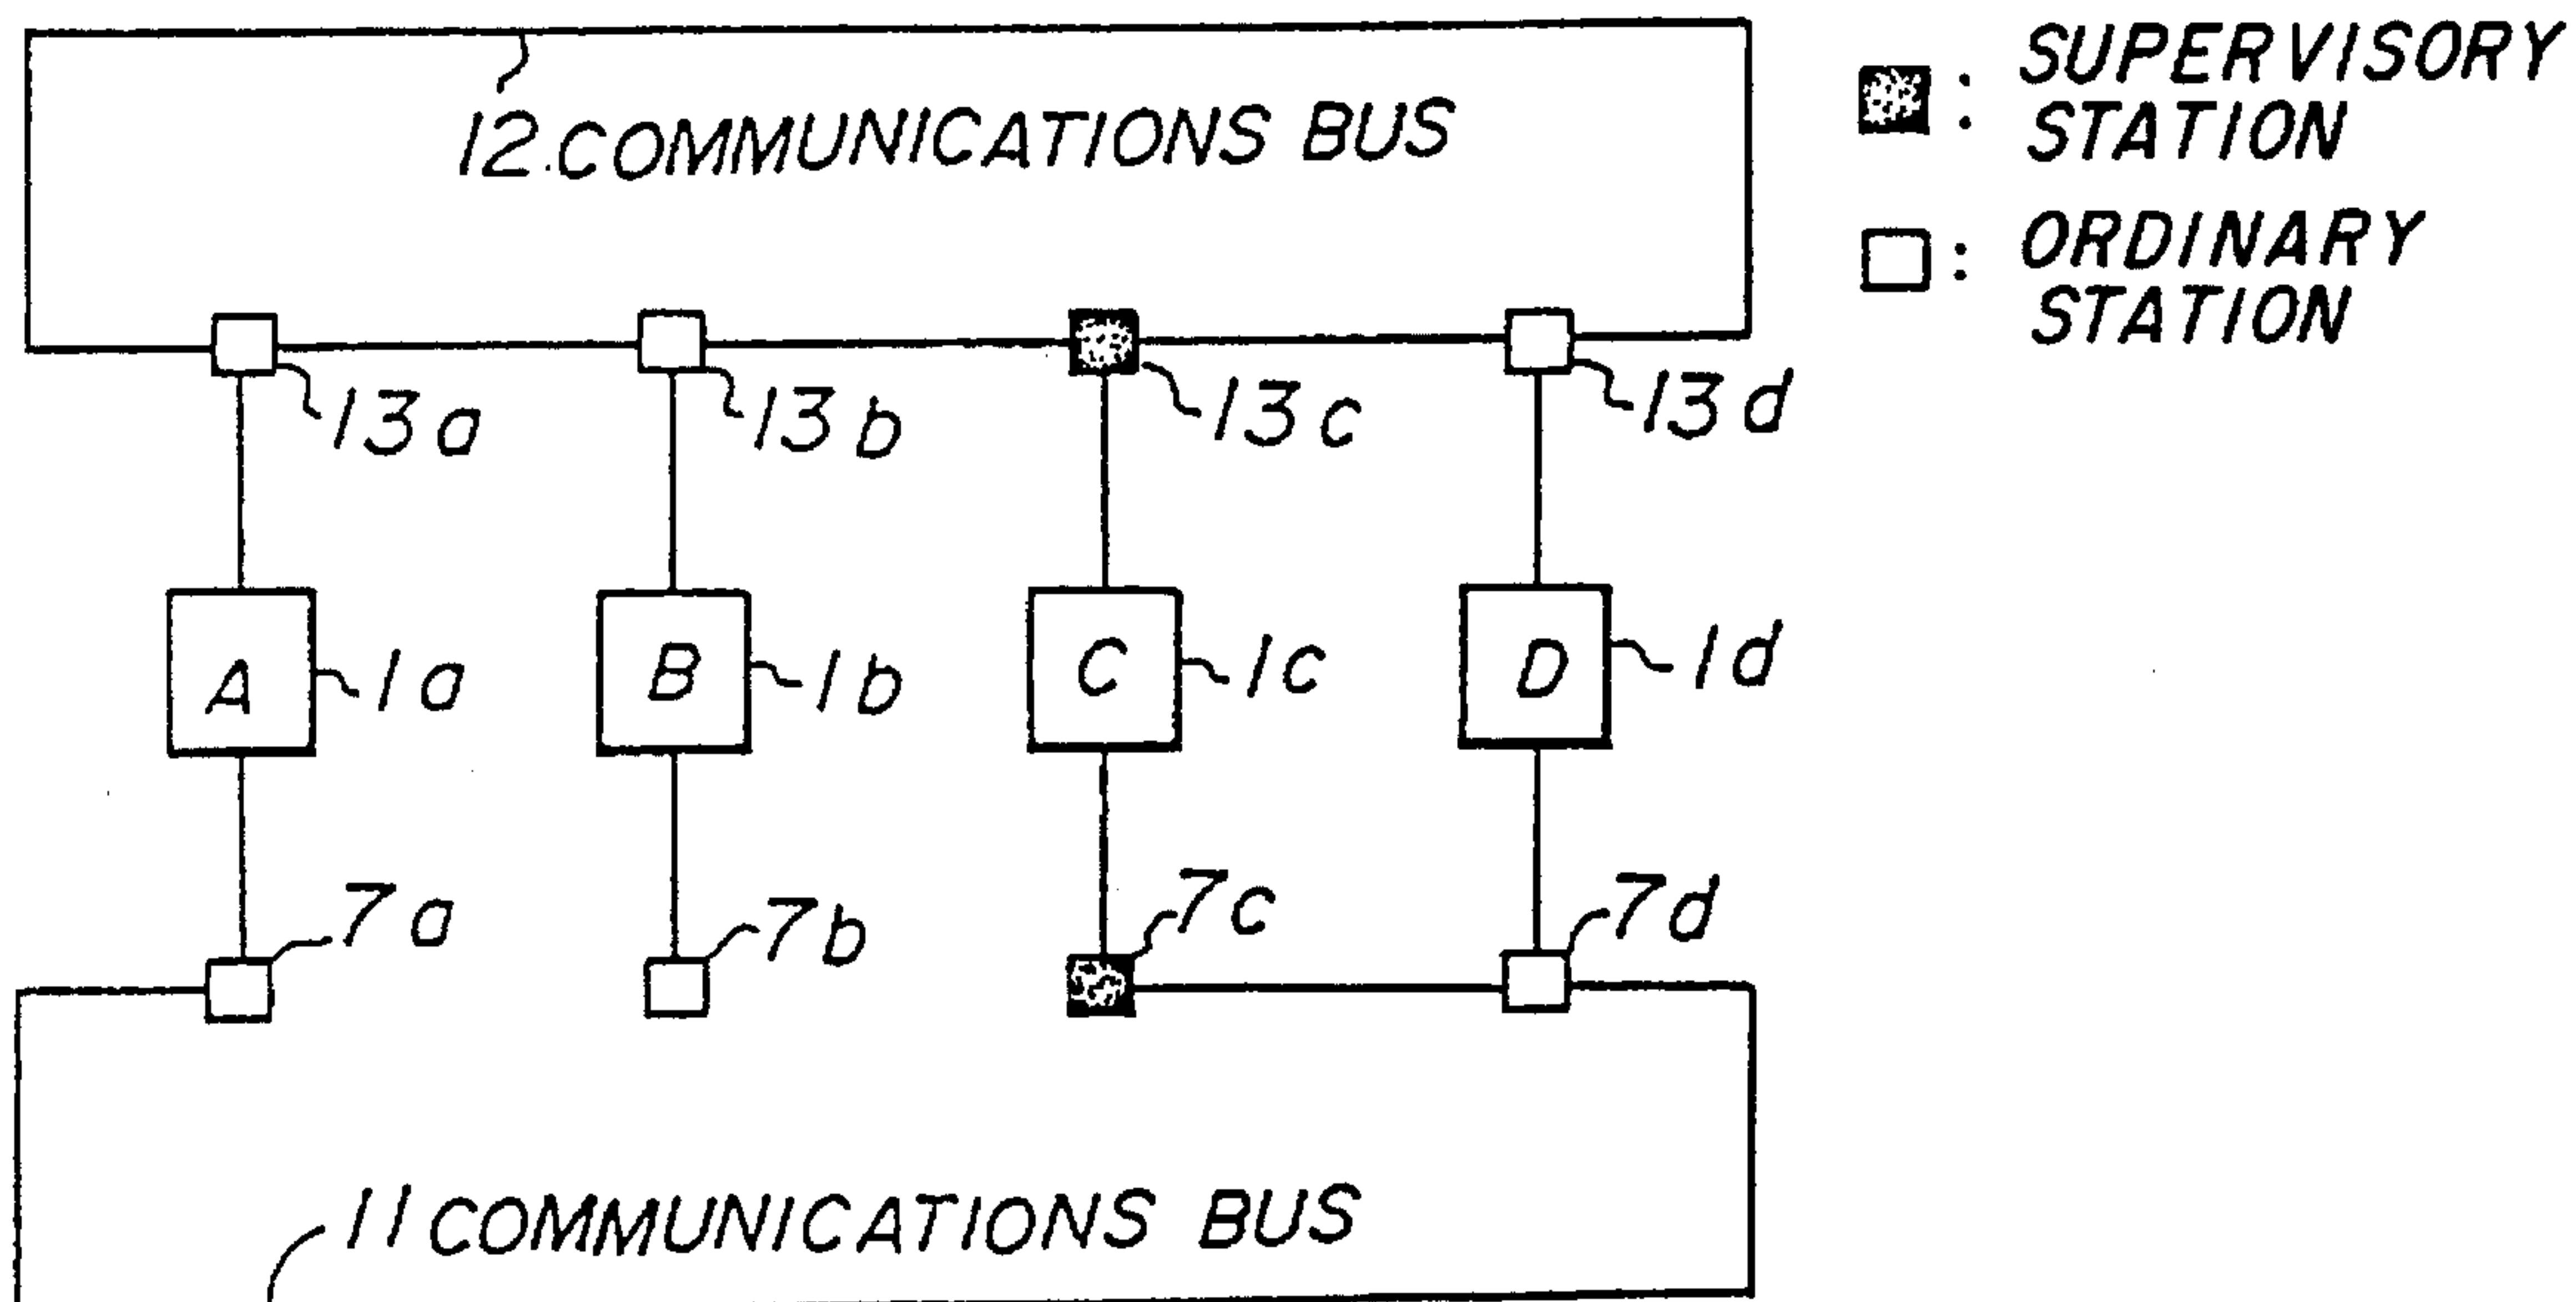 12.COMMUNICATIONS BUS
: SUPERVISORY
STATION
: ORDINARY
STATION
13a
13b
13c
13d
A
1a
B
1b
C
1c
D
1d
7a
7b
7c
7d
11 COMMUNICATIONS BUS